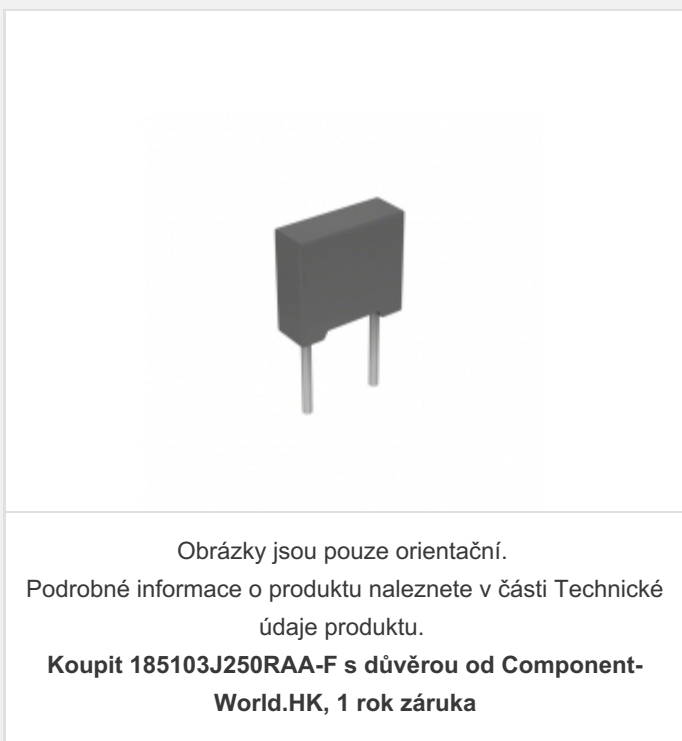 Obrázky jsou pouze orientační.
Podrobné informace o produktu naleznete v části Technické
údaje produktu.
Koupit 185103J250RAA-F s důvěrou od Component-
World.HK, 1 rok záruka